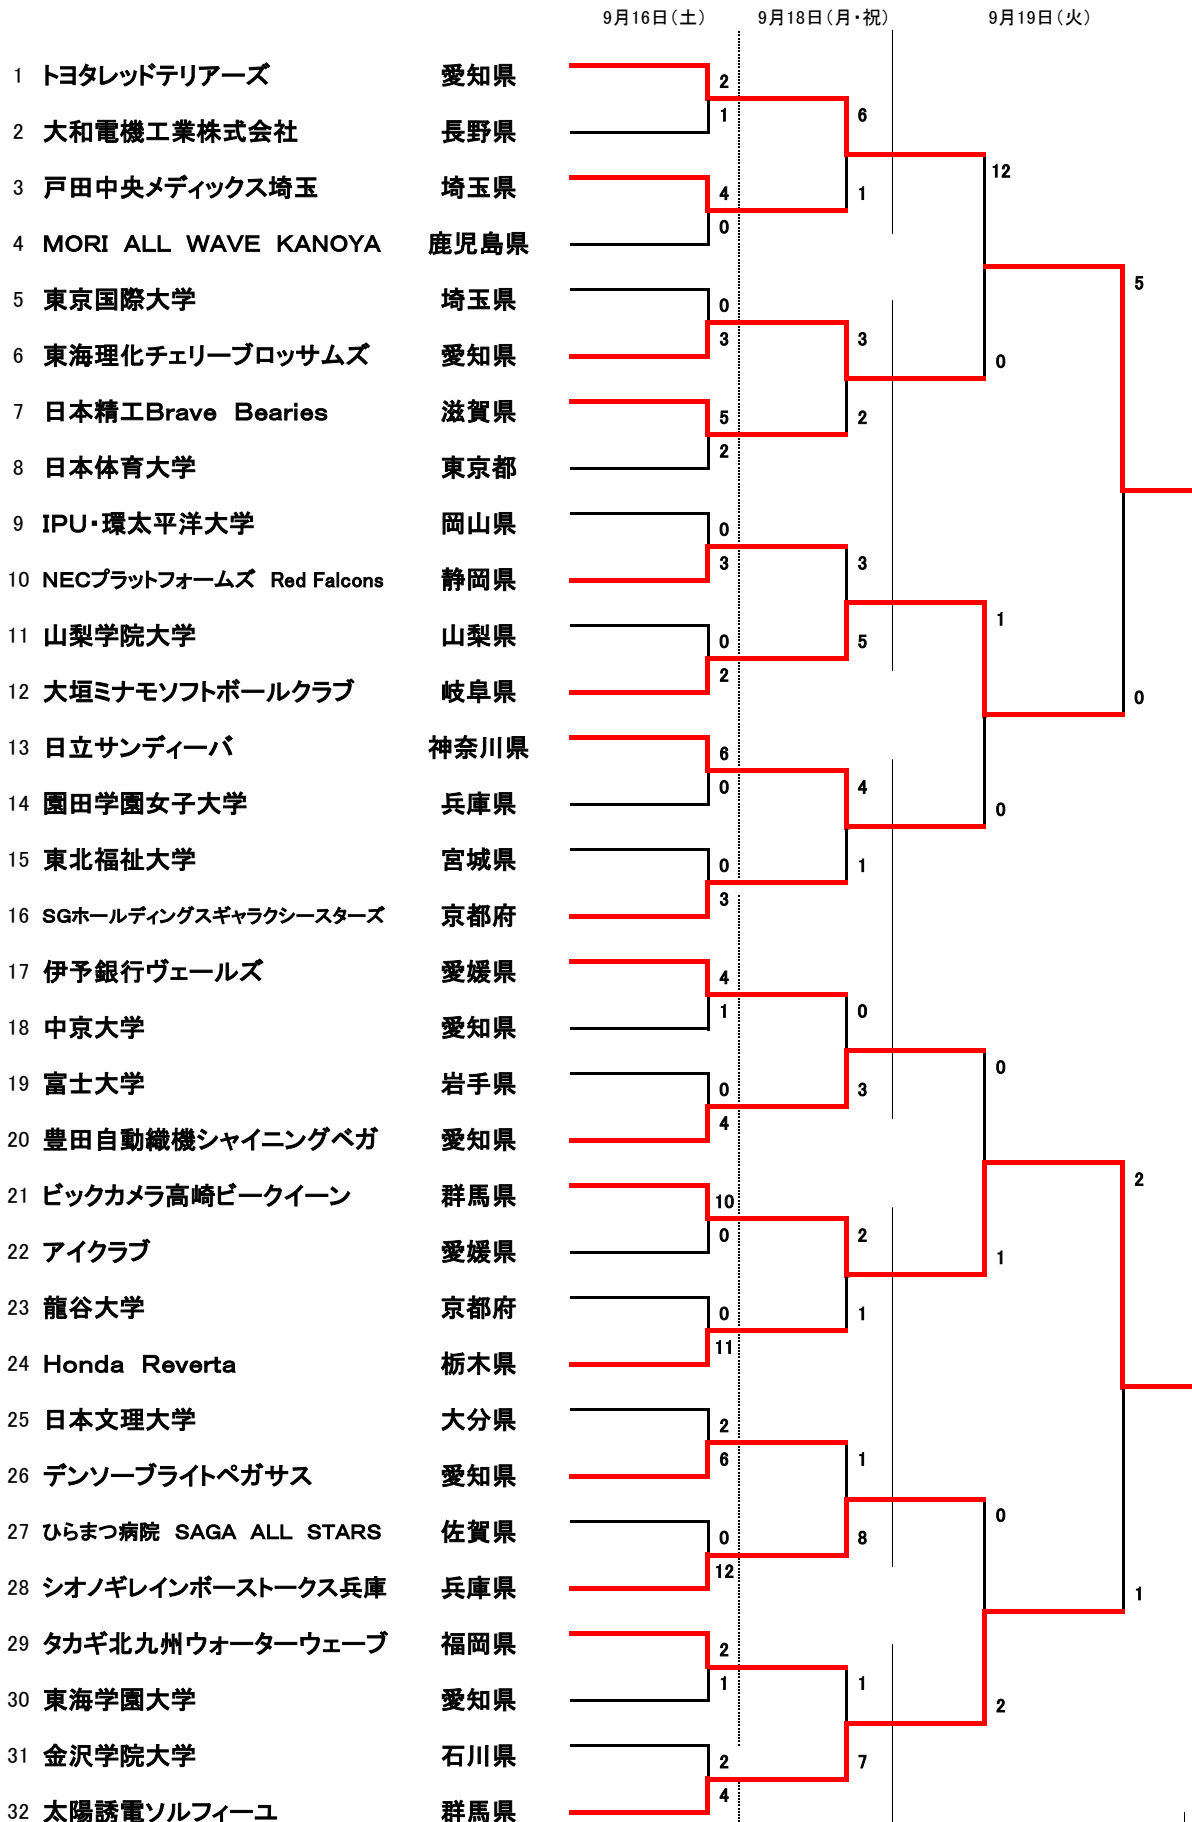 9月16日（土） 9月18日（月・祝） 9月19日（火）
1 トヨタレッドテリアーズ 愛知県
2
1
6
2 大和電機工業株式会社 長野県
12
3 戸田中央メディックス埼玉 埼玉県
4
1
0
4 MORI ALL WAVE KANOYA 鹿児島県
5
5 東京国際大学 埼玉県
0
3
3
6 東海理化チェリーブロッサムズ 愛知県
0
7 日本精工Brave Bearies 滋賀県
5
2
2
8 日本体育大学 東京都
9 IPU・環太平洋大学 岡山県
0
3
3
10 NECプラットフォームズ Red Falcons 静岡県
1
11 山梨学院大学 山梨県
0
5
2
12 大垣ミナモソフトボールクラブ 岐阜県
0
13 日立サンディーバ 神奈川県
6
0
4
14 園田学園女子大学 兵庫県
0
15 東北福祉大学 宮城県
0
1
3
16 SGホールディングスギャラクシースターズ 京都府
17 伊予銀行ヴェールズ 愛媛県
4
1
0
18 中京大学 愛知県
0
19 富士大学 岩手県
0
3
4
20 豊田自動織機シャイニングベガ 愛知県
2
21 ビックカメラ高崎ビークイーン 群馬県
10
0
2
22 アイクラブ 愛媛県
1
23 龍谷大学 京都府
0
1
11
24 Honda Reverta 栃木県
25 日本文理大学 大分県
2
6
1
26 デンソーブライトペガサス 愛知県
0
27 ひらまつ病院 SAGA ALL STARS 佐賀県
0
8
12
28 シオノギレインボーストークス兵庫 兵庫県
1
29 タカギ北九州ウォーターウェーブ 福岡県
2
1
1
30 東海学園大学 愛知県
2
31 金沢学院大学 石川県
2
7
4
32 太陽誘電ソルフィーユ 群馬県